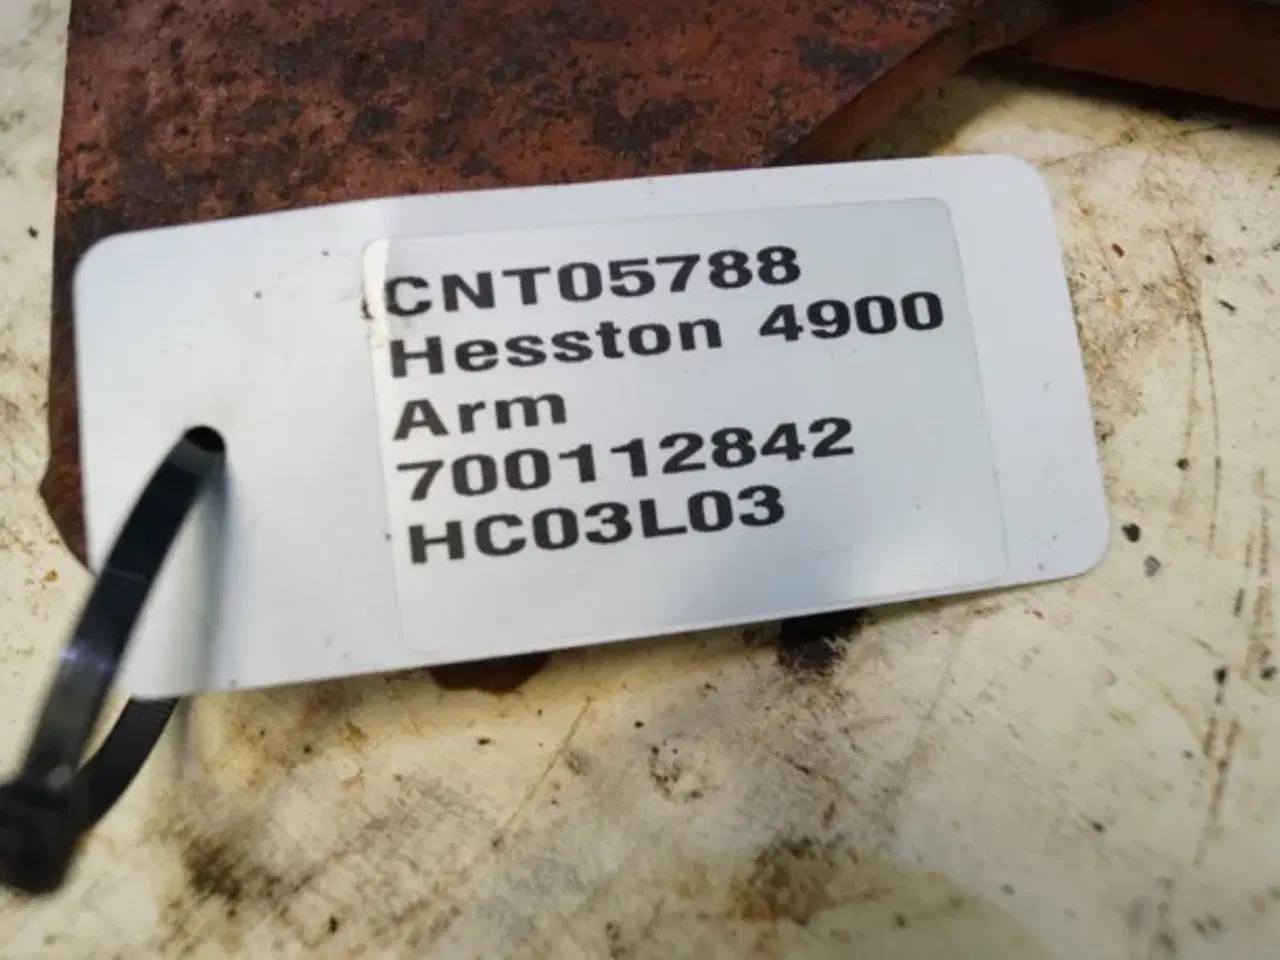 CNT05788
Hesston 4900
Arm
700112842
HC03L03